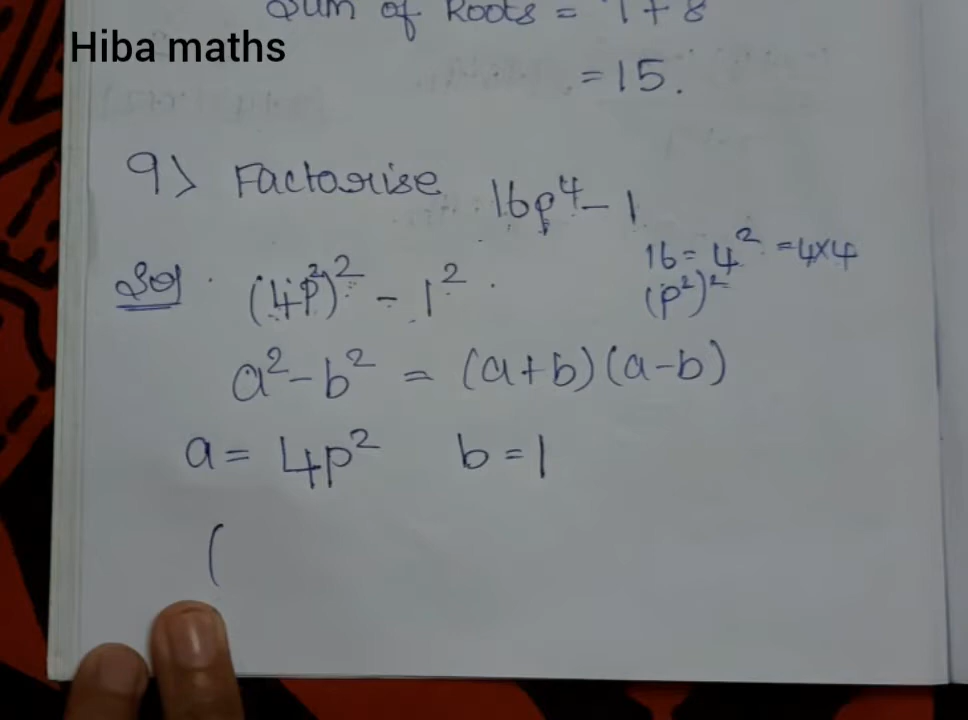 Sum of Roots = 7 + 8
Hiba maths
= 15.
9> Factorise 16p⁴ - 1
Sol (4p²)² - 1².
16 = 4² = 4×4
(p²)²
a² - b² = (a+b)(a-b)
a = 4p² b = 1
(